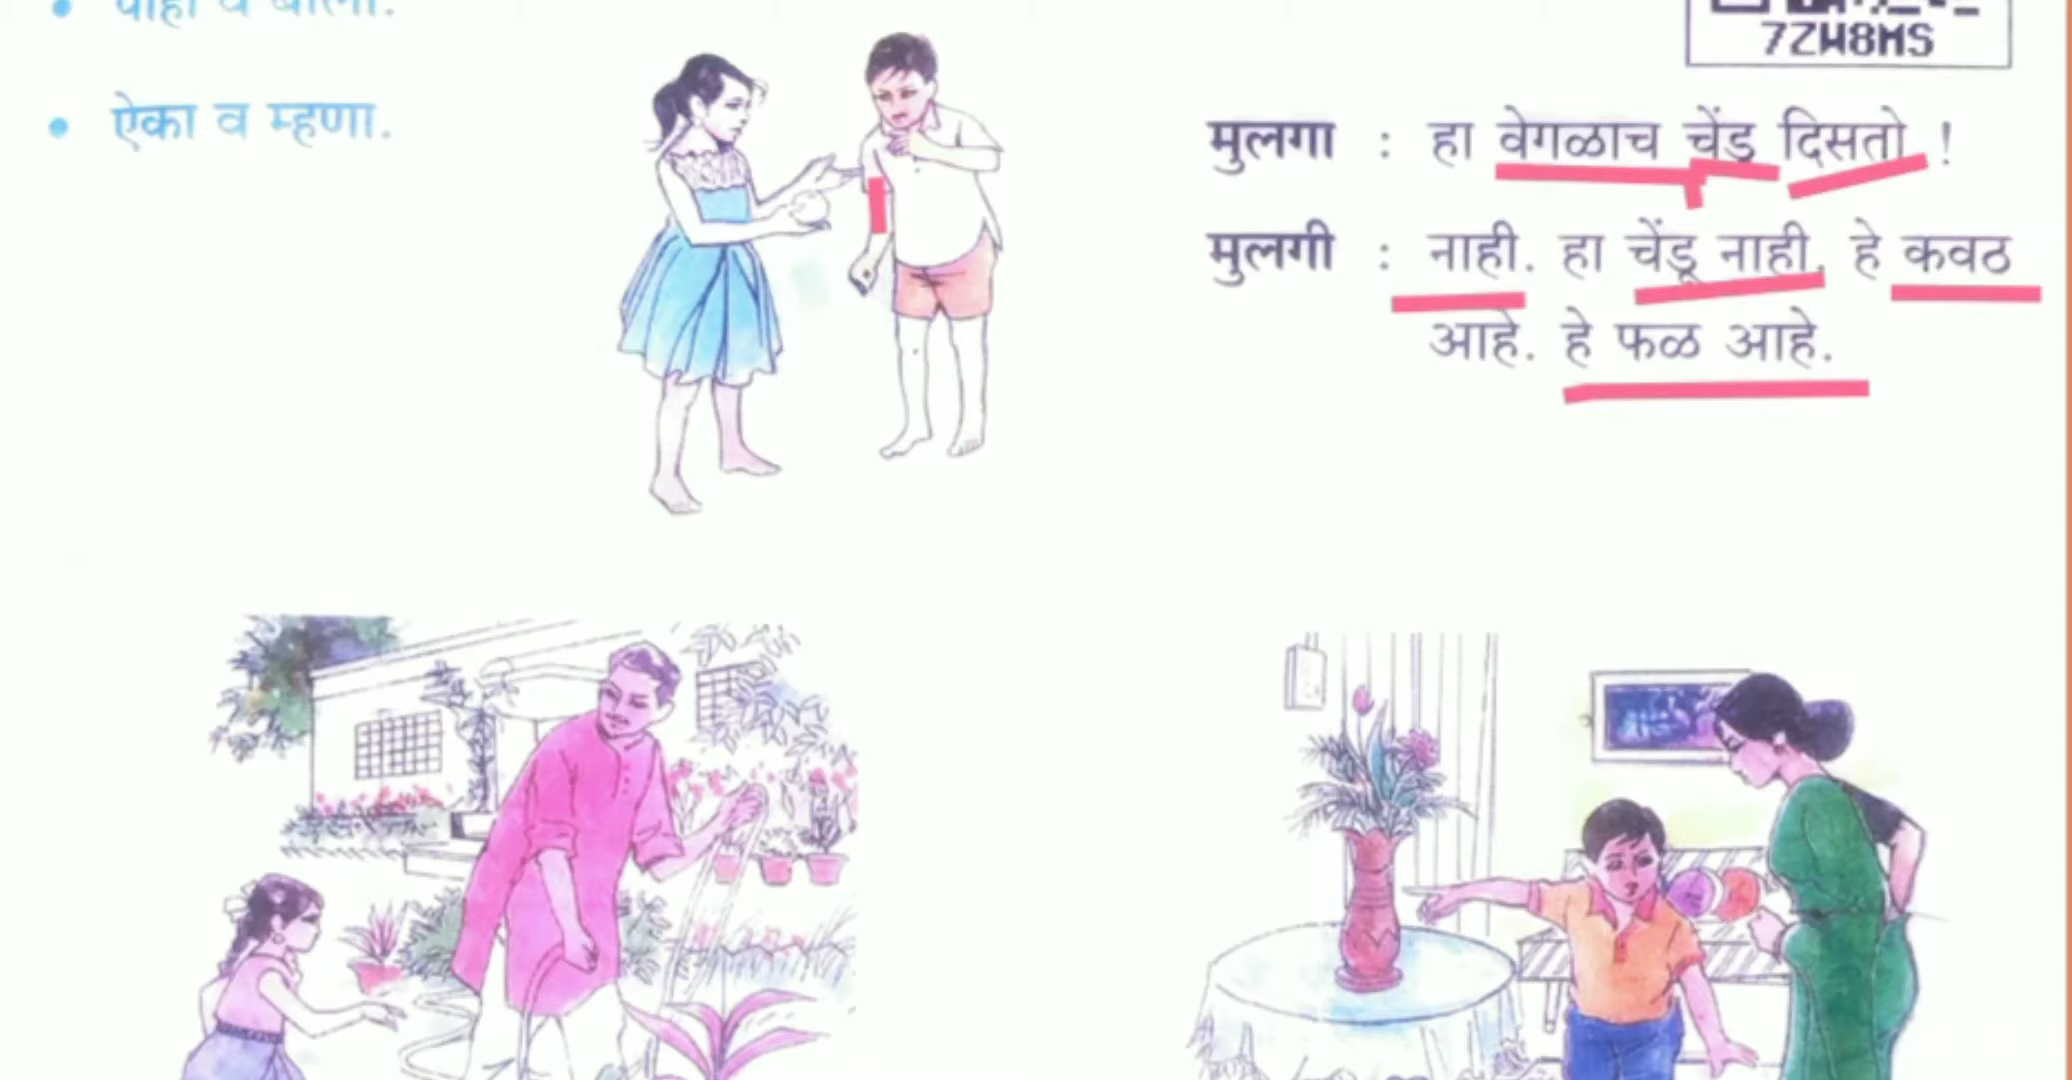 • ऐका व म्हणा.
7ZW8MS
मुलगा : हा वेगळाच चेंडू दिसतो !
मुलगी : नाही. हा चेंडू नाही. हे कवठ
आहे. हे फळ आहे.